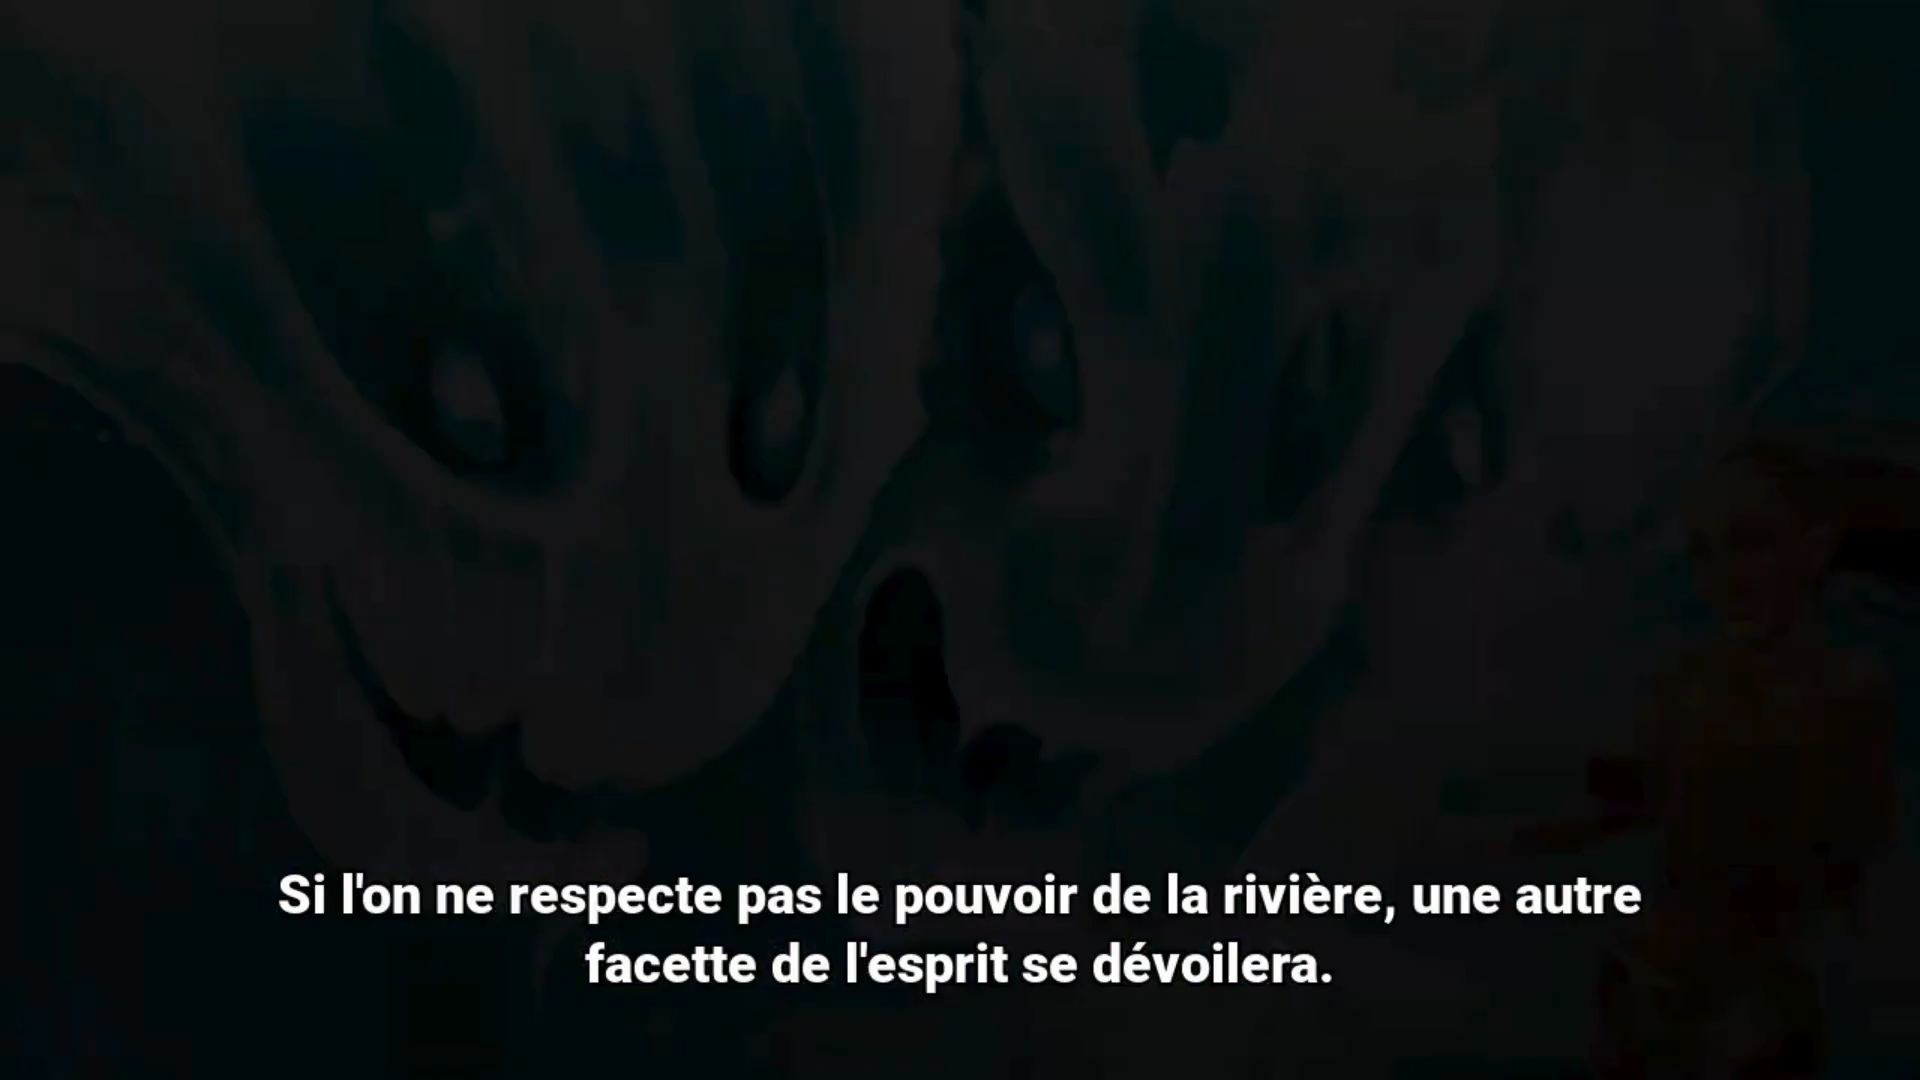 Si l'on ne respecte pas le pouvoir de la rivière, une autre
facette de l'esprit se dévoilera.